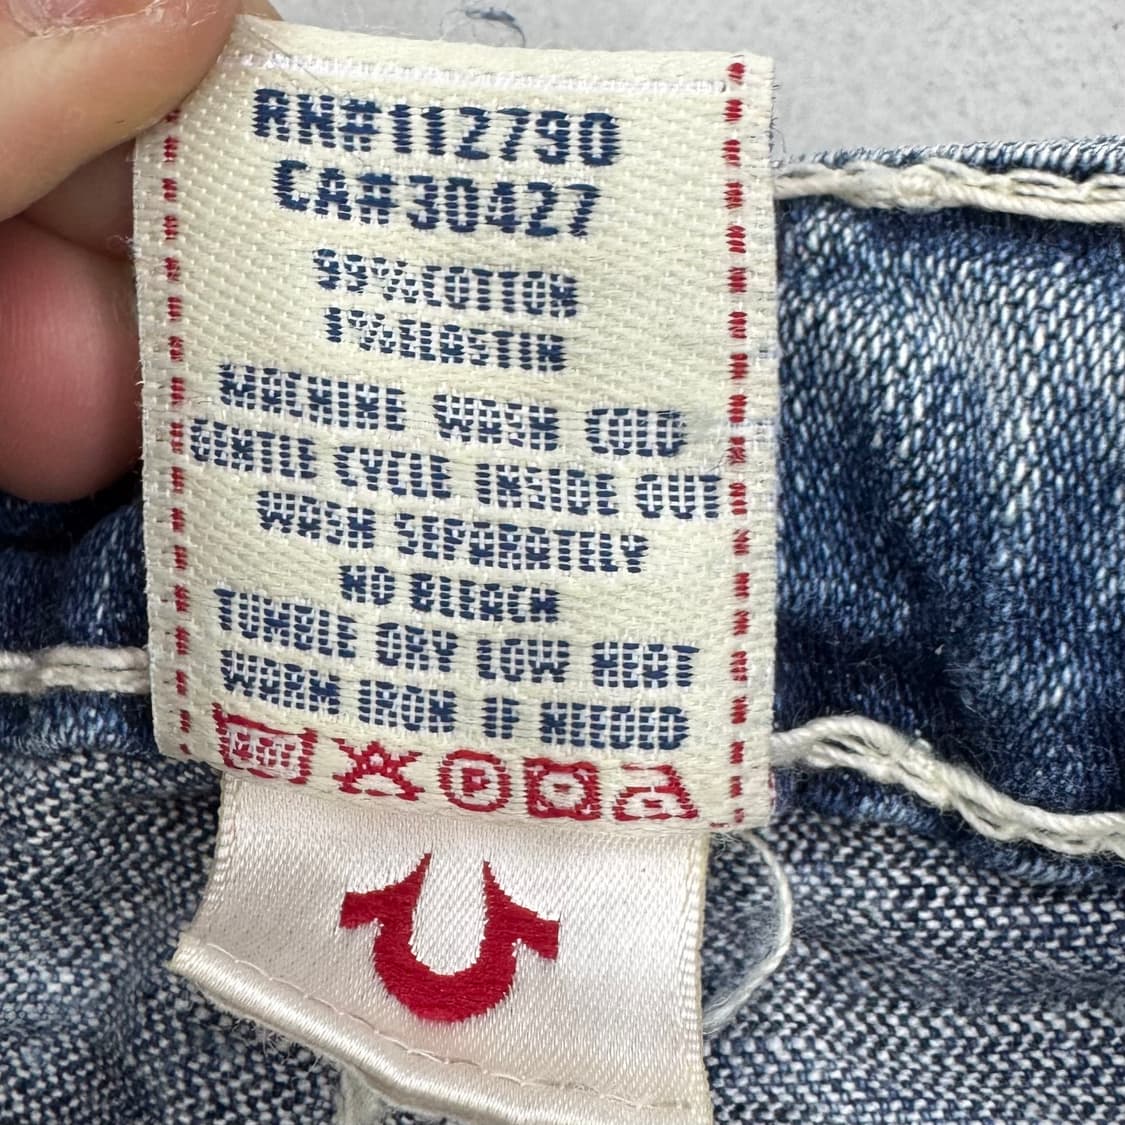 RN#112790
CA#30427
99%COTTON
1%ELASTIN
MACHINE WASH COLD
GENTLE CYCLE INSIDE OUT
WASH SEPARATELY
NO BLEACH
TUMBLE DRY LOW HEAT
WARM IRON IF NEEDED
P